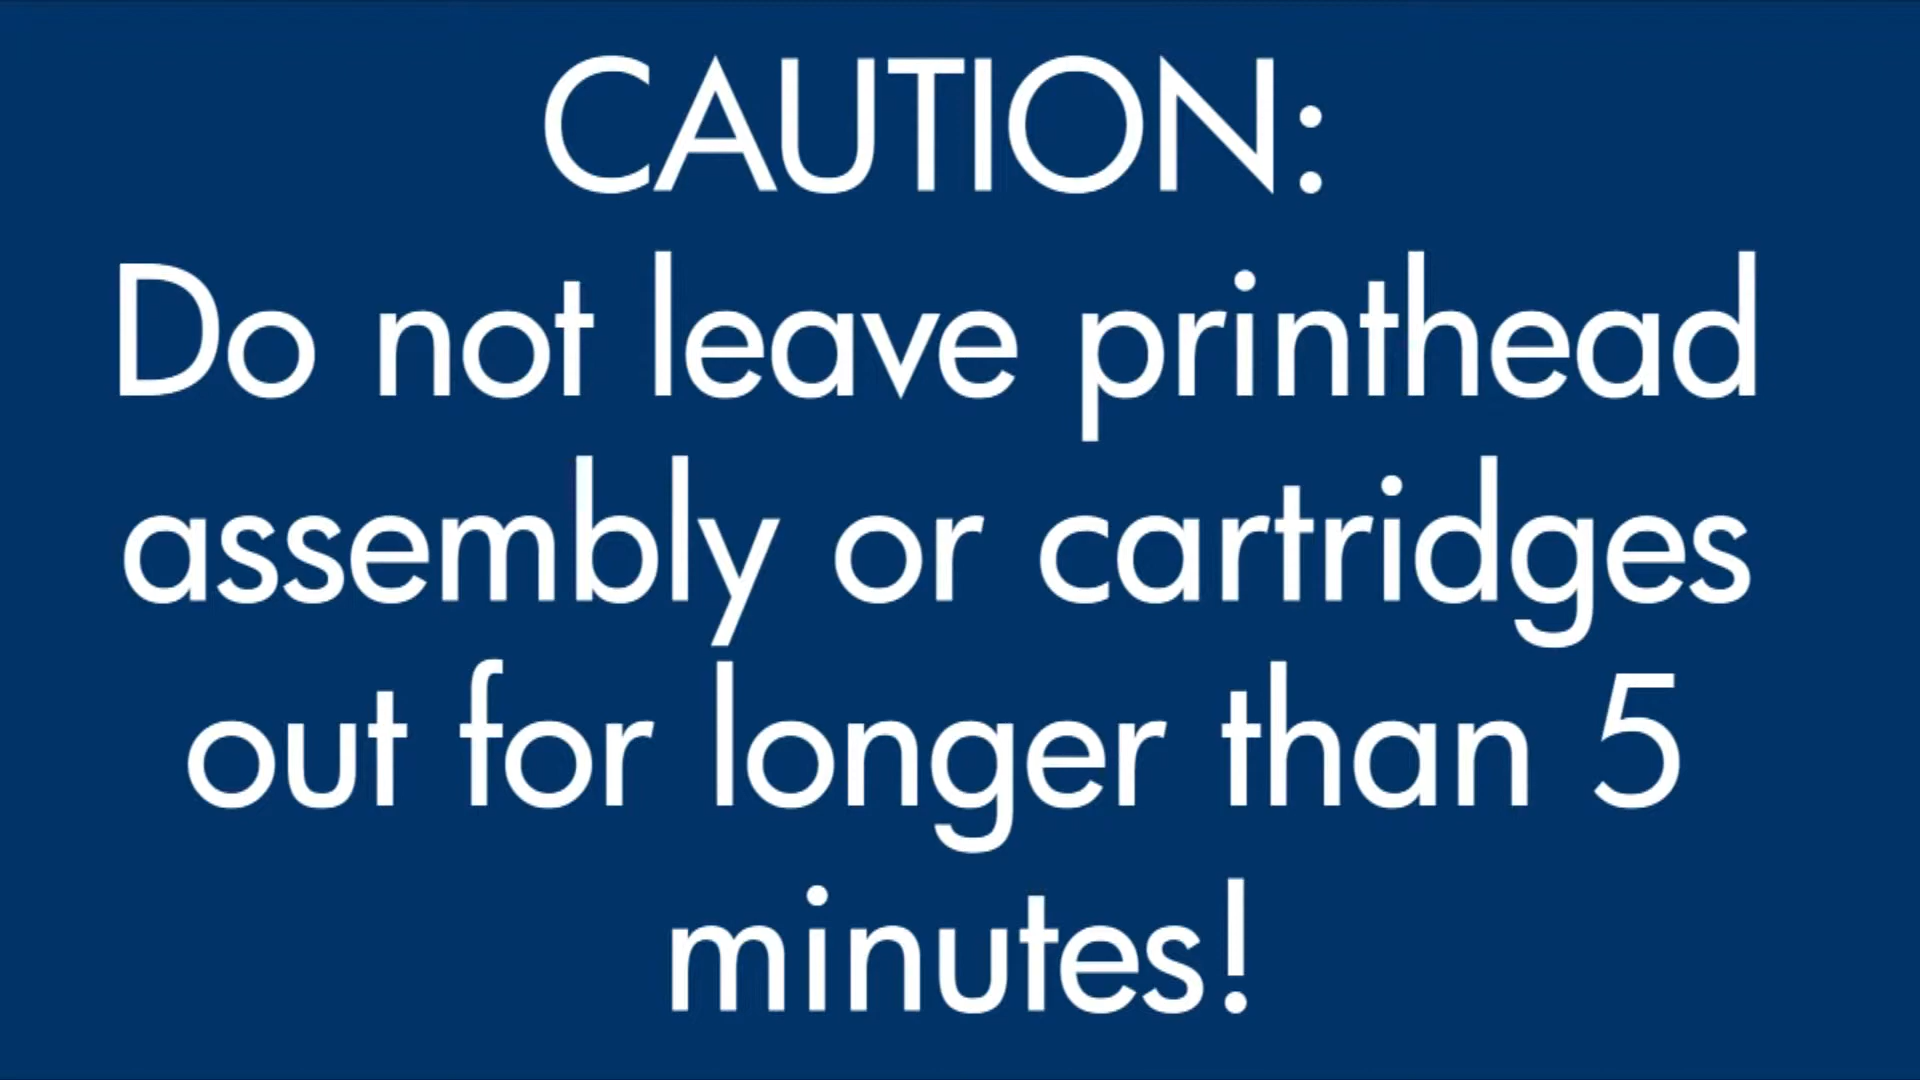 CAUTION:
Do not leave printhead
assembly or cartridges
out for longer than 5
minutes!